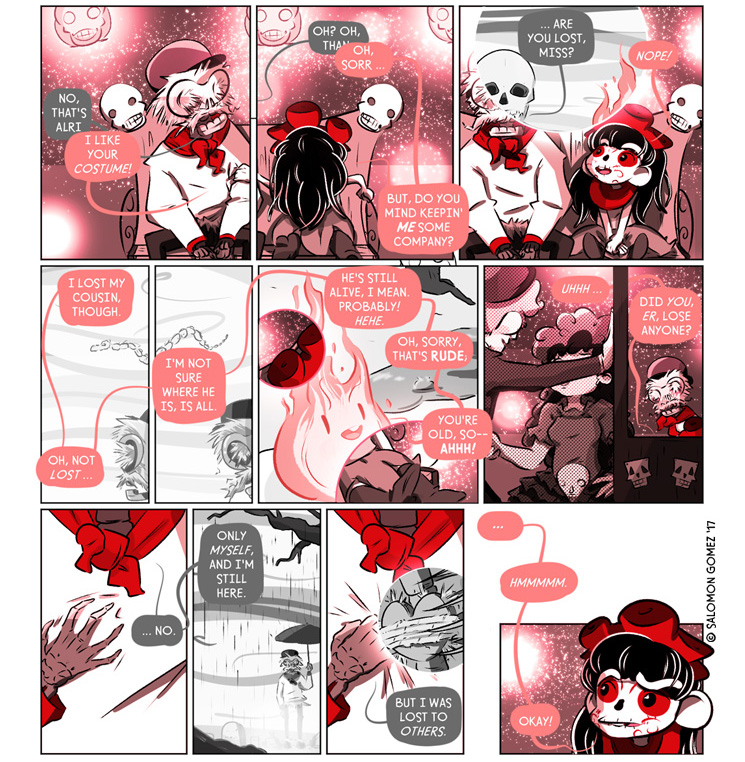 NO,
THAT'S
ALRI
I LIKE
YOUR
COSTUME!
OH? OH,
THAN
OH,
SORR ...
BUT, DO YOU
MIND KEEPIN'
ME SOME
COMPANY?
... ARE
YOU LOST,
MISS?
NOPE!
I LOST MY
COUSIN,
THOUGH.
OH, NOT
LOST ...
I'M NOT
SURE
WHERE HE
IS, IS ALL.
HE'S STILL
ALIVE, I MEAN.
PROBABLY!
HEHE.
OH, SORRY,
THAT'S RUDE;
YOU'RE
OLD, SO--
AHHH!
UHHH ...
DID YOU,
ER, LOSE
ANYONE?
... NO.
ONLY
MYSELF,
AND I'M
STILL
HERE.
BUT I WAS
LOST TO
OTHERS.
...
HMMMMM.
OKAY!
© SALOMON GOMEZ '17